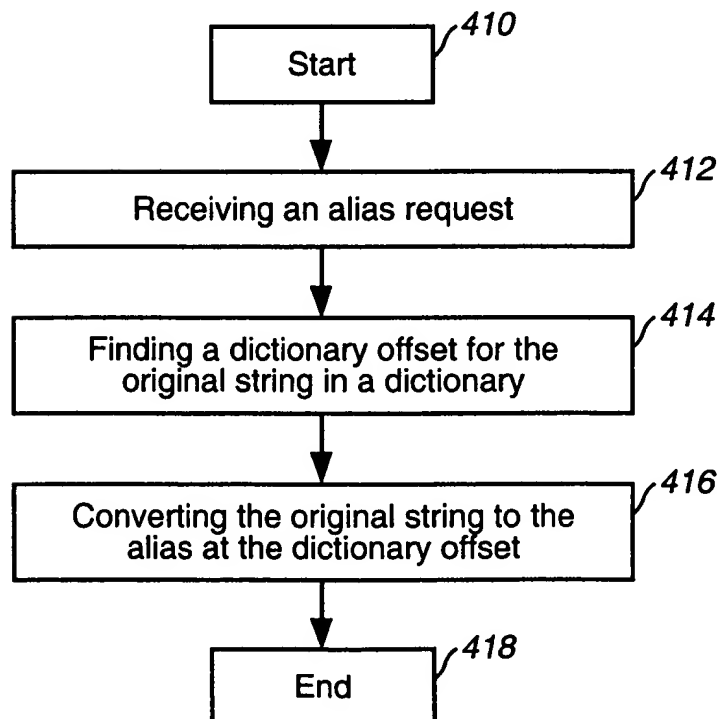 410
Start
412
Receiving an alias request
414
Finding a dictionary offset for the
original string in a dictionary
416
Converting the original string to the
alias at the dictionary offset
418
End